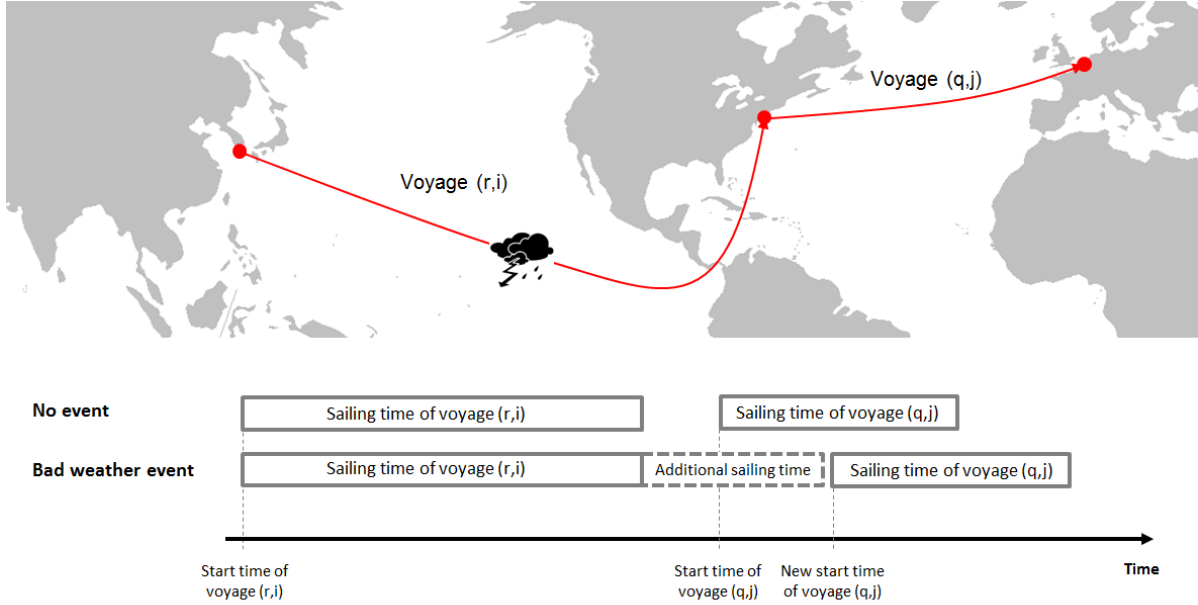 Voyage (q,j)
Voyage (r,i)
No event
Sailing time of voyage (r,i)
Sailing time of voyage (q,j)
Bad weather event
Sailing time of voyage (r,i)
Additional sailing time
Sailing time of voyage (q,j)
Time
Start time of
voyage (r,i)
Start time of
voyage (q,j)
New start time
of voyage (q,j)